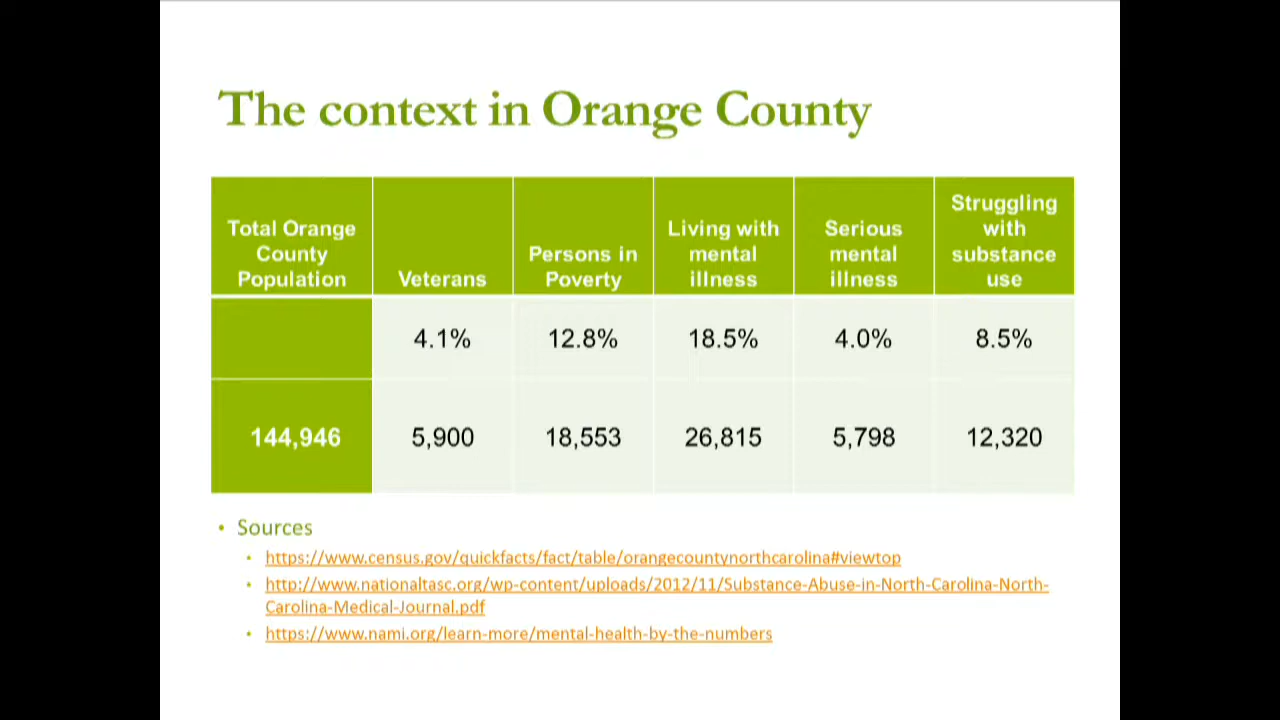 The context in Orange County
Total Orange County Population
Veterans
Persons in Poverty
Living with mental illness
Serious mental illness
Struggling with substance use
4.1% 12.8% 18.5% 4.0% 8.5%
144,946 5,900 18,553 26,815 5,798 12,320
• Sources
• https://www.census.gov/quickfacts/fact/table/orangecountynorthcarolina#viewtop
• http://www.nationaltasc.org/wp-content/uploads/2012/11/Substance-Abuse-in-North-Carolina-North-
Carolina-Medical-Journal.pdf
• https://www.nami.org/learn-more/mental-health-by-the-numbers